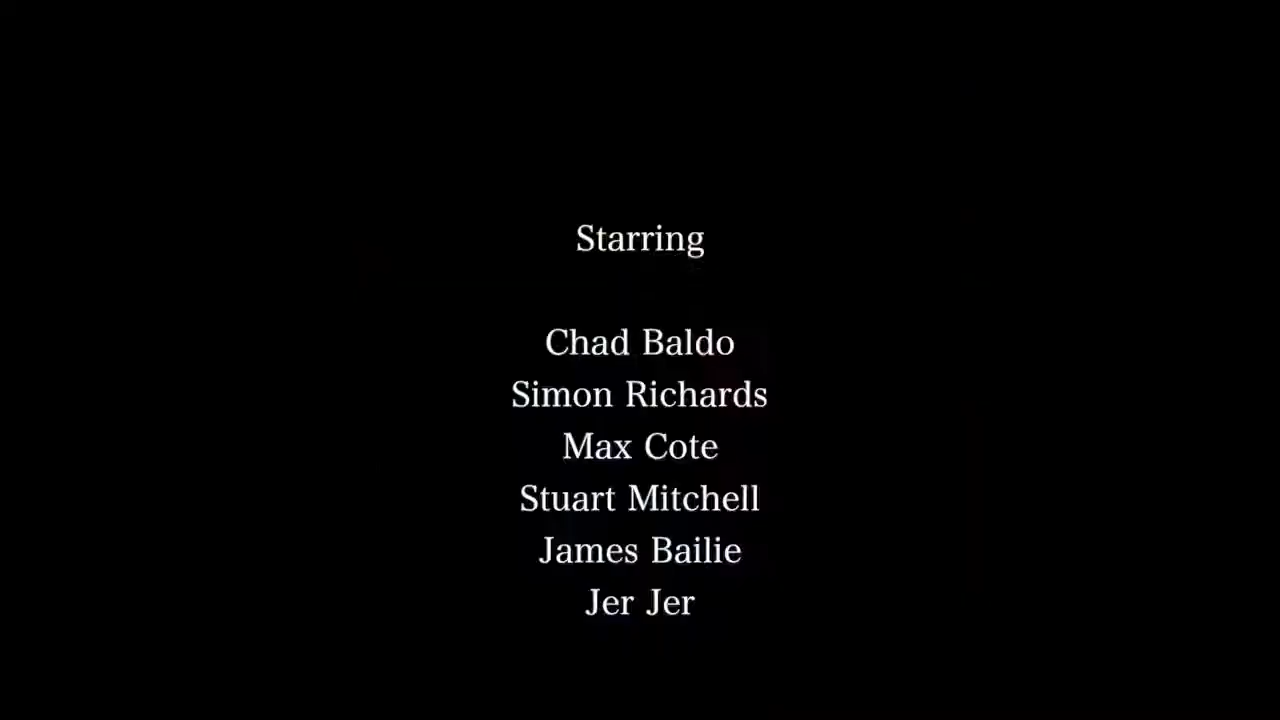 Starring
Chad Baldo
Simon Richards
Max Cote
Stuart Mitchell
James Bailie
Jer Jer